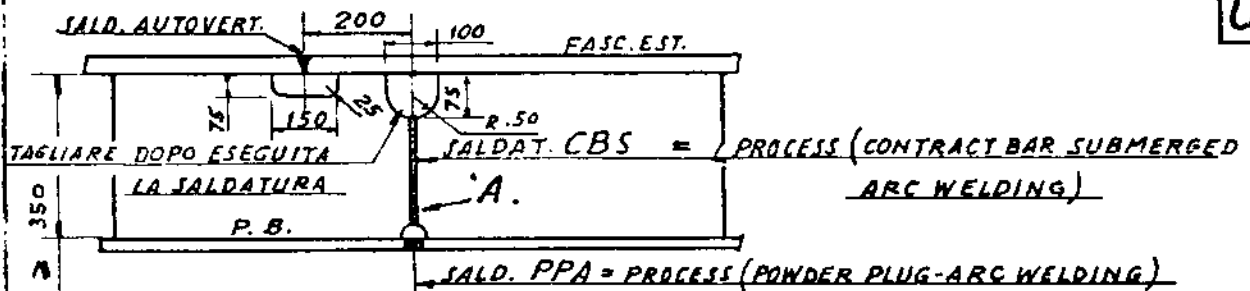 SALD. AUTOVERT.
200
100
FASC. EST.
75
150
25
75
R.50
TAGLIARE DOPO ESEGUITA
LA SALDATURA
SALDAT. CBS = PROCESS (CONTRACT BAR SUBMERGED
ARC WELDING)
A.
350
P. B.
SALD. PPA = PROCESS (POWDER PLUG-ARC WELDING)